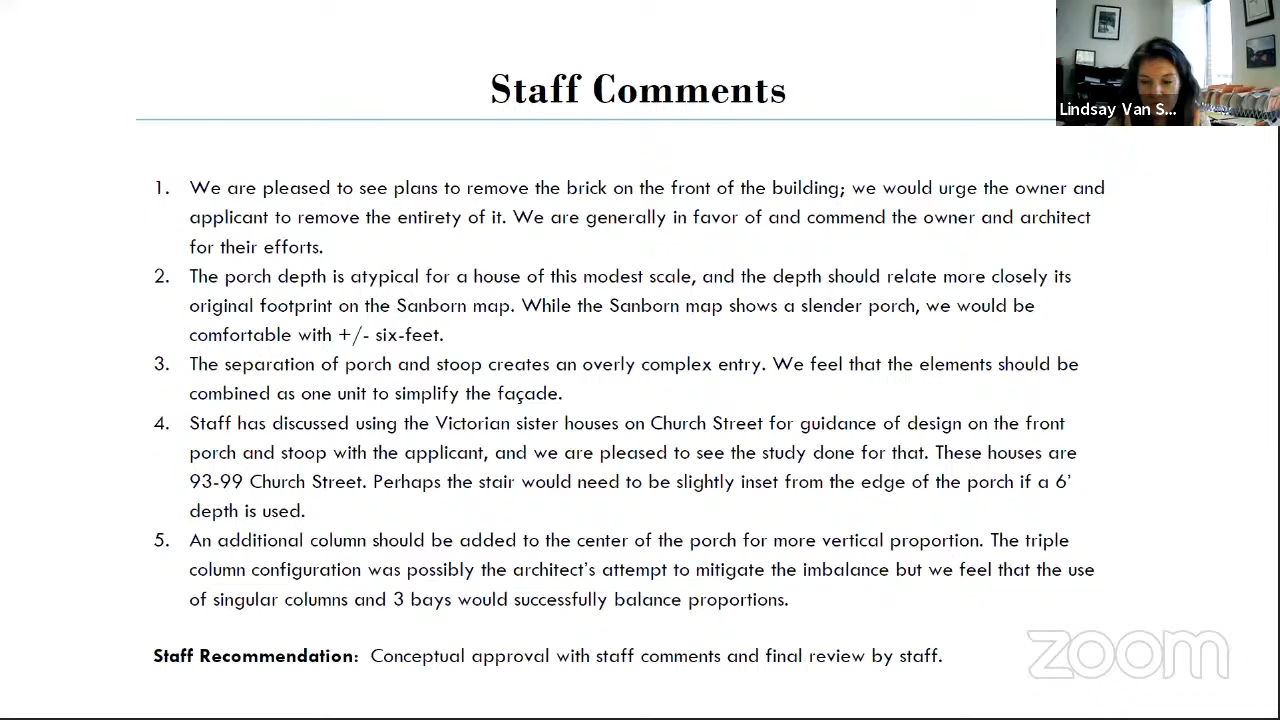 Staff Comments
Lindsay Van S...
1. We are pleased to see plans to remove the brick on the front of the building; we would urge the owner and
applicant to remove the entirety of it. We are generally in favor of and commend the owner and architect
for their efforts.
2. The porch depth is atypical for a house of this modest scale, and the depth should relate more closely its
original footprint on the Sanborn map. While the Sanborn map shows a slender porch, we would be
comfortable with +/- six-feet.
3. The separation of porch and stoop creates an overly complex entry. We feel that the elements should be
combined as one unit to simplify the façade.
4. Staff has discussed using the Victorian sister houses on Church Street for guidance of design on the front
porch and stoop with the applicant, and we are pleased to see the study done for that. These houses are
93-99 Church Street. Perhaps the stair would need to be slightly inset from the edge of the porch if a 6'
depth is used.
5. An additional column should be added to the center of the porch for more vertical proportion. The triple
column configuration was possibly the architect's attempt to mitigate the imbalance but we feel that the use
of singular columns and 3 bays would successfully balance proportions.
Staff Recommendation: Conceptual approval with staff comments and final review by staff.
zoom